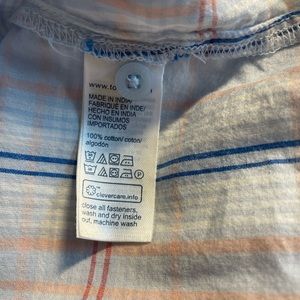 MADE IN INDIA/
FABRIQUE EN INDE/
HECHO EN INDIA
CON INSUMOS
IMPORTADOS
100% cotton/ coton/
algodón
clevercare.info
close all fasteners,
wash and dry inside
out, machine wash